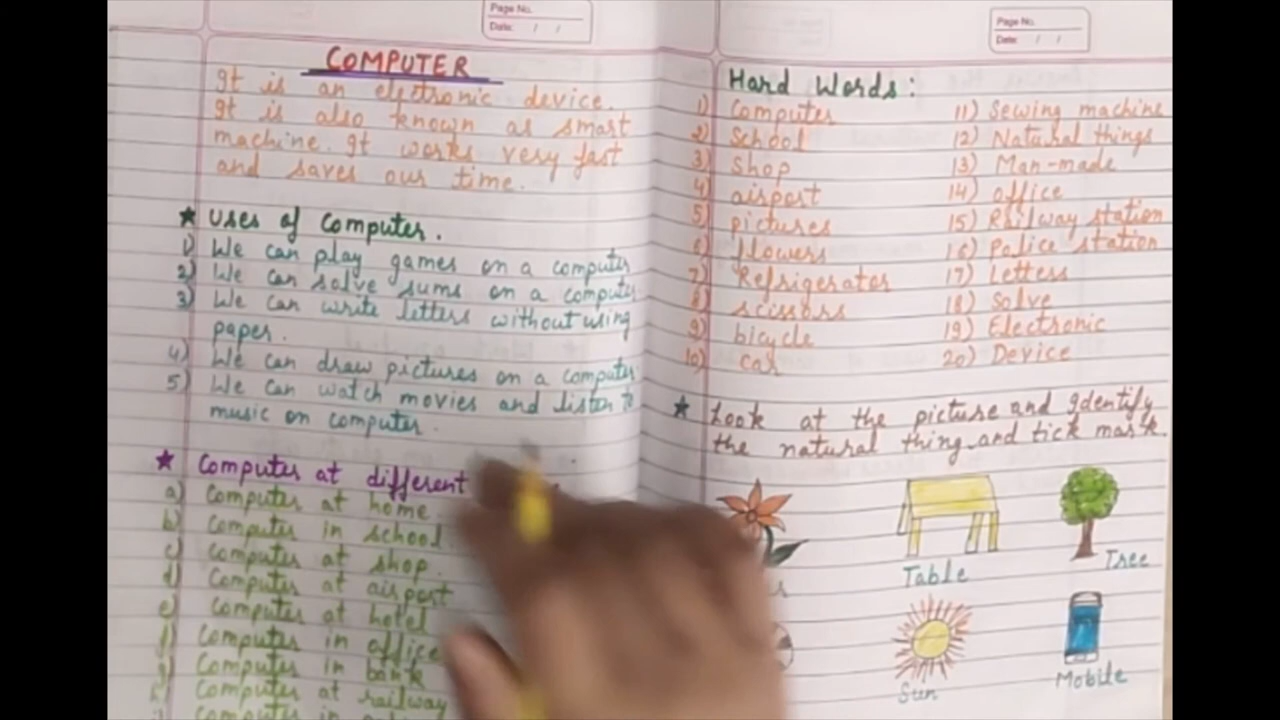 Page No.
Date: / /
COMPUTER
It is an electronic device.
It is also known as smart
machine. It works very fast
and saves our time.
★ Uses of Computer.
1) We can play games on a computer
2) We can solve sums on a computer
3) We can write letters without using
paper.
4) We can draw pictures on a computer
5) We can watch movies and listen to
music on computer.
★ Computer at different
a) Computer at home
b) Computer in school
c) Computer at shop.
d) Computer at airport
e) Computer at hotel
f) Computer in office
g) Computer in bank
Computer at railway
Computer in
Page No.
Date: / /
Hard Words:
1) Computer
2) School
3) Shop
4) airport
5) pictures
6) flowers
7) Refrigerator
8) scissors
9) bicycle
10) car
11) Sewing machine
12) Natural things
13) Man-made
14) office
15) Railway station
16) Police station
17) Letters
18) Solve
19) Electronic
20) Device
★ Look at the picture and Identify
the natural thing and tick mark.
Table
Tree
Sun
Mobile